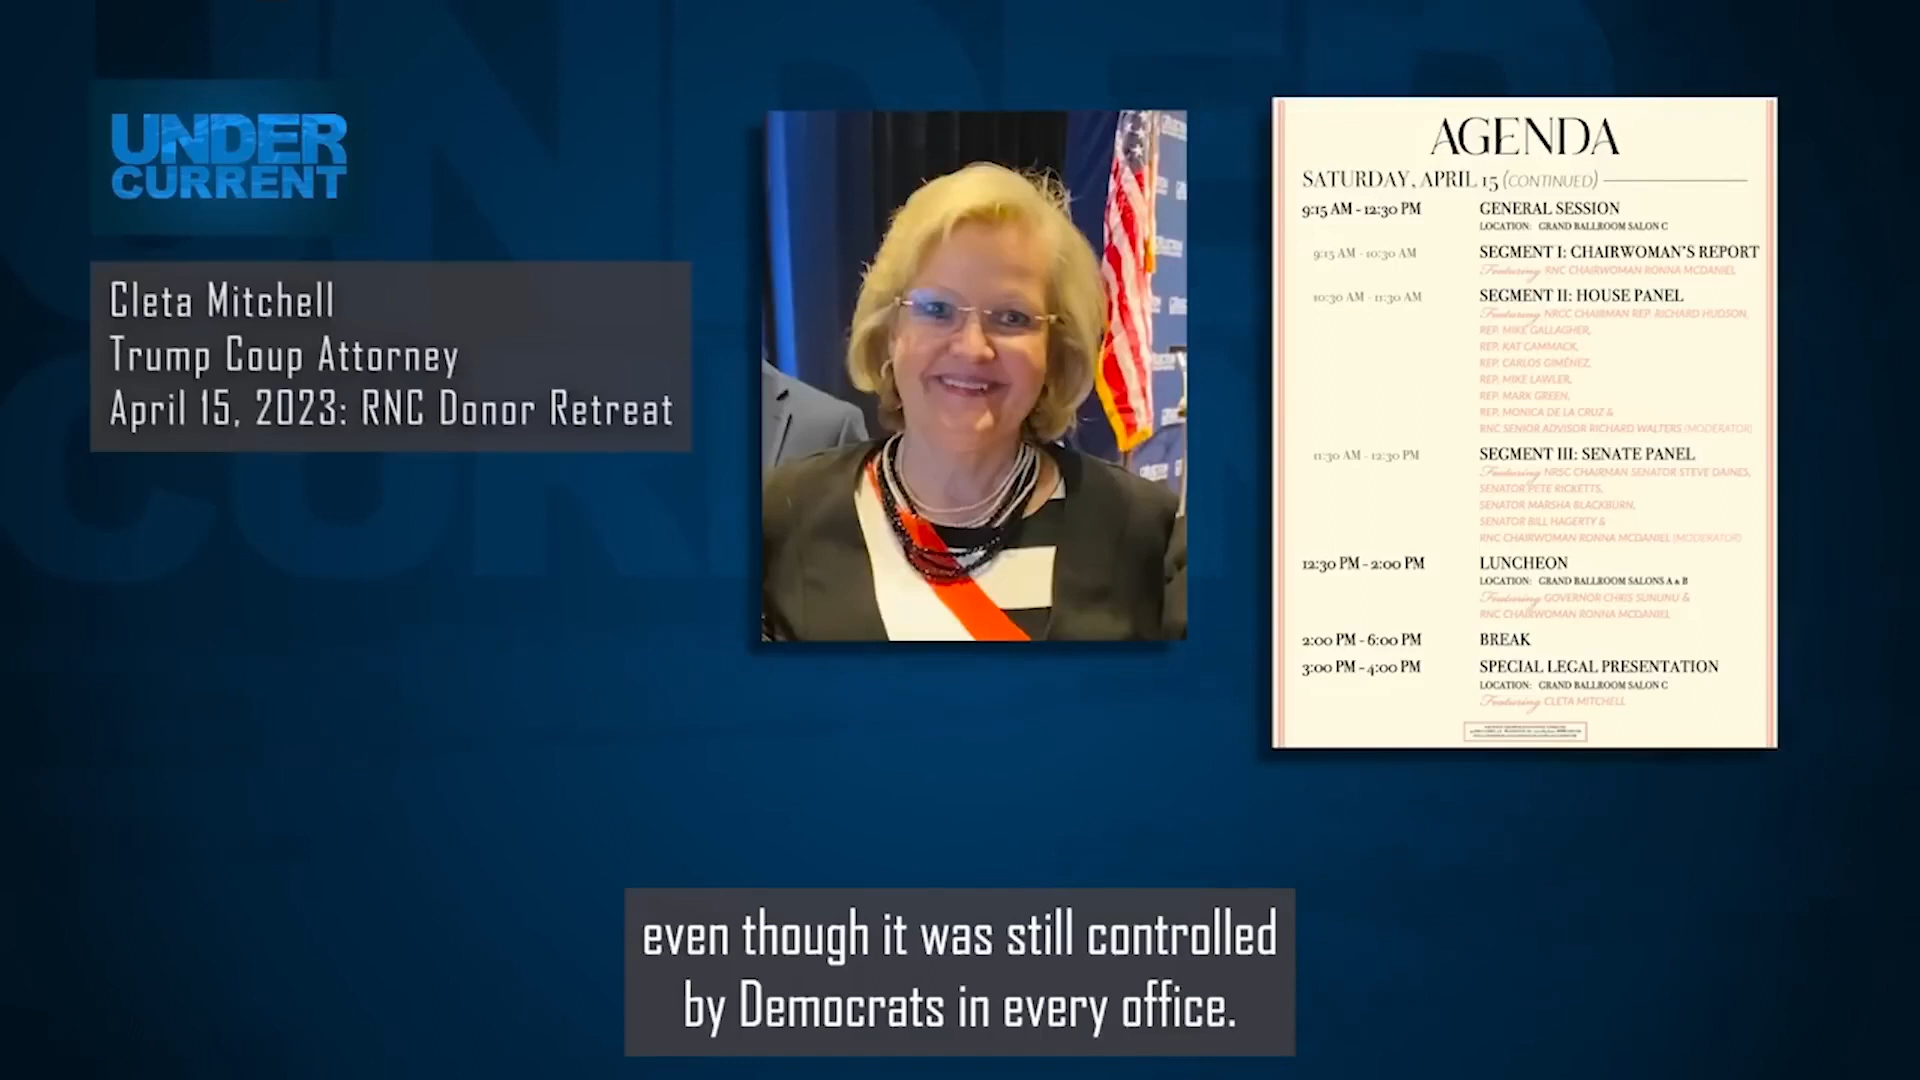 UNDER
CURRENT
Cleta Mitchell
Trump Coup Attorney
April 15, 2023: RNC Donor Retreat
AGENDA
SATURDAY, APRIL 15 (CONTINUED)
9:15 AM - 12:30 PM GENERAL SESSION
LOCATION: GRAND BALLROOM SALON C
9:15 AM - 10:30 AM SEGMENT I: CHAIRWOMAN'S REPORT
Featuring RNC CHAIRWOMAN RONNA MCDANIEL
10:30 AM - 11:30 AM SEGMENT II: HOUSE PANEL
Featuring NRCC CHAIRMAN REP. RICHARD HUDSON,
REP. MIKE GALLAGHER,
REP. KAT CAMMACK,
REP. CARLOS GIMÉNEZ,
REP. MIKE LAWLER,
REP. MARK GREEN,
REP. MONICA DE LA CRUZ &
RNC SENIOR ADVISOR RICHARD WALTERS (MODERATOR)
11:30 AM - 12:30 PM SEGMENT III: SENATE PANEL
Featuring NRSC CHAIRMAN SENATOR STEVE DAINES,
SENATOR PETE RICKETTS,
SENATOR MARSHA BLACKBURN,
SENATOR BILL HAGERTY &
RNC CHAIRWOMAN RONNA MCDANIEL (MODERATOR)
12:30 PM - 2:00 PM LUNCHEON
LOCATION: GRAND BALLROOM SALONS A & B
Featuring GOVERNOR CHRIS SUNUNU &
RNC CHAIRWOMAN RONNA MCDANIEL
2:00 PM - 6:00 PM BREAK
3:00 PM - 4:00 PM SPECIAL LEGAL PRESENTATION
LOCATION: GRAND BALLROOM SALON C
Featuring CLETA MITCHELL
even though it was still controlled
by Democrats in every office.